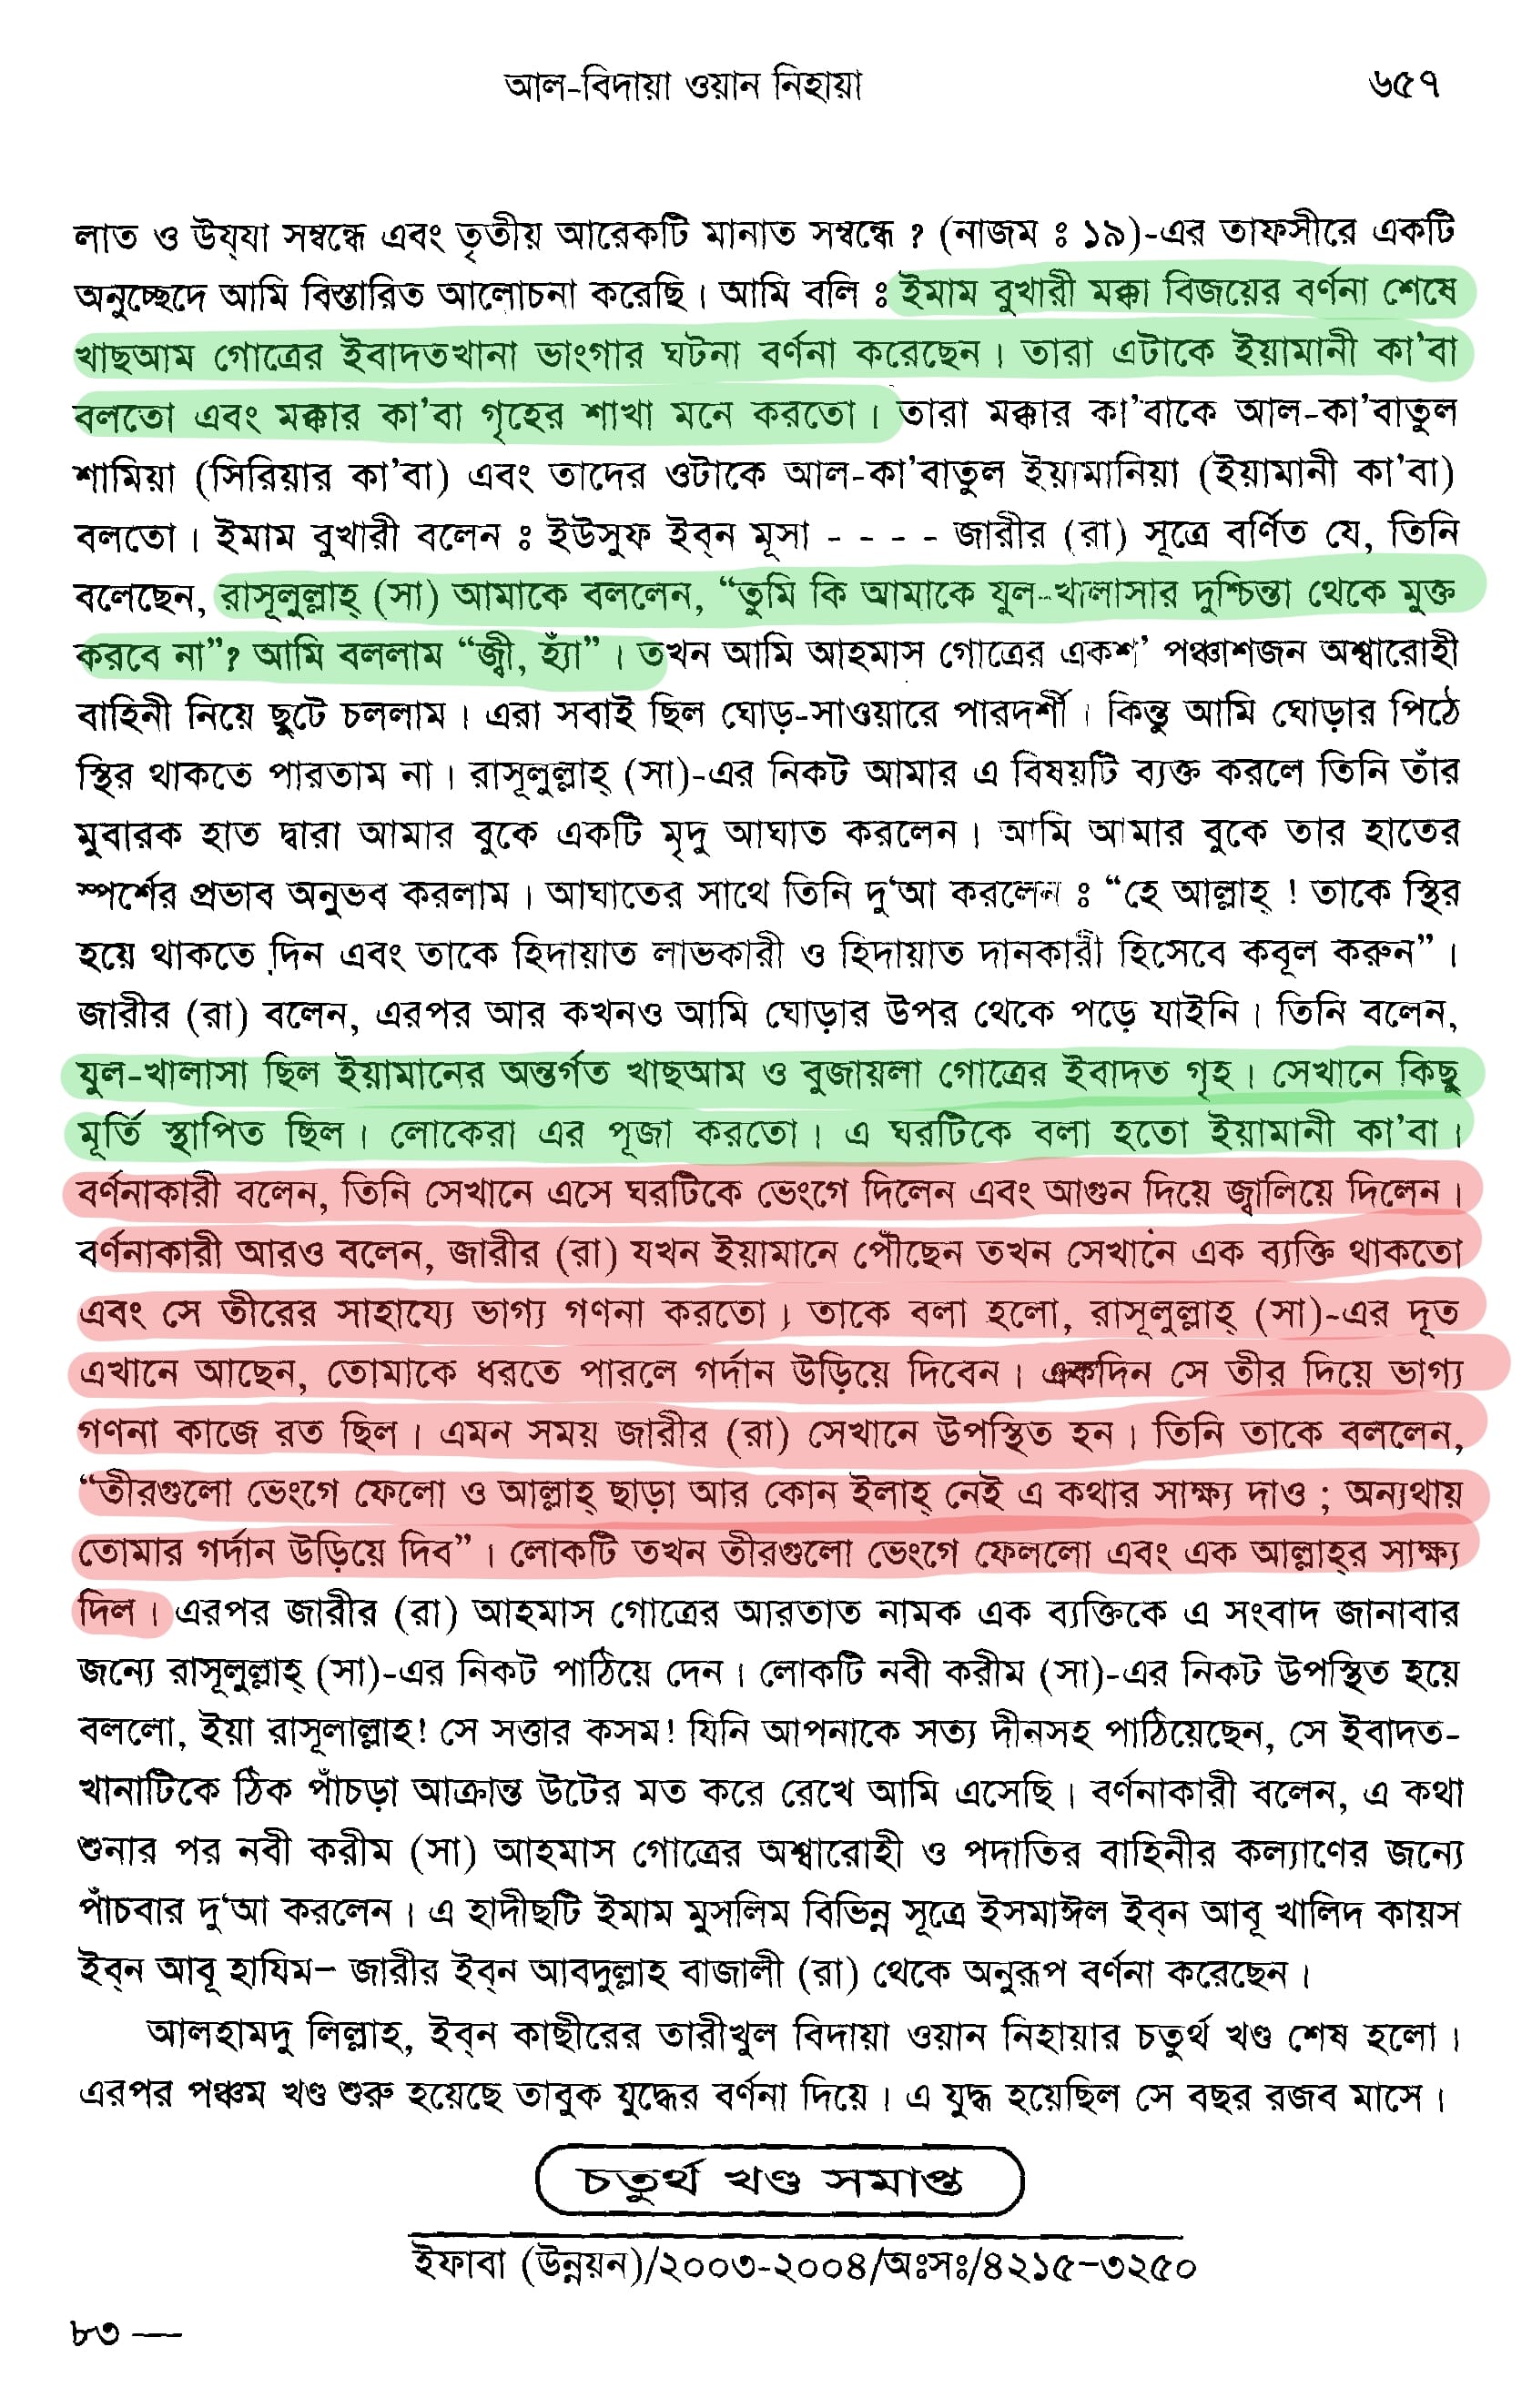 আল-বিদায়া ওয়ান নিহায়া ৬৫৭
লাত ও উয্‌যা সম্বন্ধে এবং তৃতীয় আরেকটি মানাত সম্বন্ধে ? (নাজম ঃ ১৯)-এর তাফসীরে একটি
অনুচ্ছেদে আমি বিস্তারিত আলোচনা করেছি। আমি বলি ঃ ইমাম বুখারী মক্কা বিজয়ের বর্ণনা শেষে
খাছআম গোত্রের ইবাদতখানা ভাংগার ঘটনা বর্ণনা করেছেন। তারা এটাকে ইয়ামানী কা’বা
বলতো এবং মক্কার কা’বা গৃহের শাখা মনে করতো। তারা মক্কার কা’বাকে আল-কা’বাতুল
শামিয়া (সিরিয়ার কা’বা) এবং তাদের ওটাকে আল-কা’বাতুল ইয়ামানিয়া (ইয়ামানী কা’বা)
বলতো। ইমাম বুখারী বলেন ঃ ইউসুফ ইব্‌ন মূসা - - - - জারীর (রা) সূত্রে বর্ণিত যে, তিনি
বলেছেন, রাসূলুল্লাহ্ (সা) আমাকে বললেন, “তুমি কি আমাকে যুল-খালাসার দুশ্চিন্তা থেকে মুক্ত
করবে না”? আমি বললাম “জ্বী, হ্যাঁ”। তখন আমি আহমাস গোত্রের একশ’ পঞ্চাশজন অশ্বারোহী
বাহিনী নিয়ে ছুটে চললাম। এরা সবাই ছিল ঘোড়-সাওয়ারে পারদর্শী। কিন্তু আমি ঘোড়ার পিঠে
স্থির থাকতে পারতাম না। রাসূলুল্লাহ্ (সা)-এর নিকট আমার এ বিষয়টি ব্যক্ত করলে তিনি তাঁর
মুবারক হাত দ্বারা আমার বুকে একটি মৃদু আঘাত করলেন। আমি আমার বুকে তার হাতের
স্পর্শের প্রভাব অনুভব করলাম। আঘাতের সাথে তিনি দু‘আ করলেন ঃ “হে আল্লাহ্ ! তাকে স্থির
হয়ে থাকতে দিন এবং তাকে হিদায়াত লাভকারী ও হিদায়াত দানকারী হিসেবে কবূল করুন”।
জারীর (রা) বলেন, এরপর আর কখনও আমি ঘোড়ার উপর থেকে পড়ে যাইনি। তিনি বলেন,
যুল-খালাসা ছিল ইয়ামানের অন্তর্গত খাছআম ও বুজায়লা গোত্রের ইবাদত গৃহ। সেখানে কিছু
মূর্তি স্থাপিত ছিল। লোকেরা এর পূজা করতো। এ ঘরটিকে বলা হতো ইয়ামানী কা’বা।
বর্ণনাকারী বলেন, তিনি সেখানে এসে ঘরটিকে ভেংগে দিলেন এবং আগুন দিয়ে জ্বালিয়ে দিলেন।
বর্ণনাকারী আরও বলেন, জারীর (রা) যখন ইয়ামানে পৌঁছেন তখন সেখানে এক ব্যক্তি থাকতো
এবং সে তীরের সাহায্যে ভাগ্য গণনা করতো। তাকে বলা হলো, রাসূলুল্লাহ্ (সা)-এর দূত
এখানে আছেন, তোমাকে ধরতে পারলে গর্দান উড়িয়ে দিবেন। একদিন সে তীর দিয়ে ভাগ্য
গণনা কাজে রত ছিল। এমন সময় জারীর (রা) সেখানে উপস্থিত হন। তিনি তাকে বললেন,
“তীরগুলো ভেংগে ফেলো ও আল্লাহ্ ছাড়া আর কোন ইলাহ্ নেই এ কথার সাক্ষ্য দাও ; অন্যথায়
তোমার গর্দান উড়িয়ে দিব”। লোকটি তখন তীরগুলো ভেংগে ফেললো এবং এক আল্লাহ্‌র সাক্ষ্য
দিল। এরপর জারীর (রা) আহমাস গোত্রের আরতাত নামক এক ব্যক্তিকে এ সংবাদ জানাবার
জন্যে রাসূলুল্লাহ্ (সা)-এর নিকট পাঠিয়ে দেন। লোকটি নবী করীম (সা)-এর নিকট উপস্থিত হয়ে
বললো, ইয়া রাসূলাল্লাহ! সে সত্তার কসম! যিনি আপনাকে সত্য দীনসহ পাঠিয়েছেন, সে ইবাদত-
খানাটিকে ঠিক পাঁচড়া আক্রান্ত উটের মত করে রেখে আমি এসেছি। বর্ণনাকারী বলেন, এ কথা
শুনার পর নবী করীম (সা) আহমাস গোত্রের অশ্বারোহী ও পদাতির বাহিনীর কল্যাণের জন্যে
পাঁচবার দু‘আ করলেন। এ হাদীছটি ইমাম মুসলিম বিভিন্ন সূত্রে ইসমাঈল ইব্‌ন আবূ খালিদ কায়স
ইব্‌ন আবূ হাযিম– জারীর ইব্‌ন আবদুল্লাহ বাজালী (রা) থেকে অনুরূপ বর্ণনা করেছেন।
আলহামদু লিল্লাহ, ইব্‌ন কাছীরের তারীখুল বিদায়া ওয়ান নিহায়ার চতুর্থ খণ্ড শেষ হলো।
এরপর পঞ্চম খণ্ড শুরু হয়েছে তাবুক যুদ্ধের বর্ণনা দিয়ে। এ যুদ্ধ হয়েছিল সে বছর রজব মাসে।
চতুর্থ খণ্ড সমাপ্ত
ইফাবা (উন্নয়ন)/২০০৩-২০০৪/অঃসঃ/৪২১৫–৩২৫০
৮৩ —